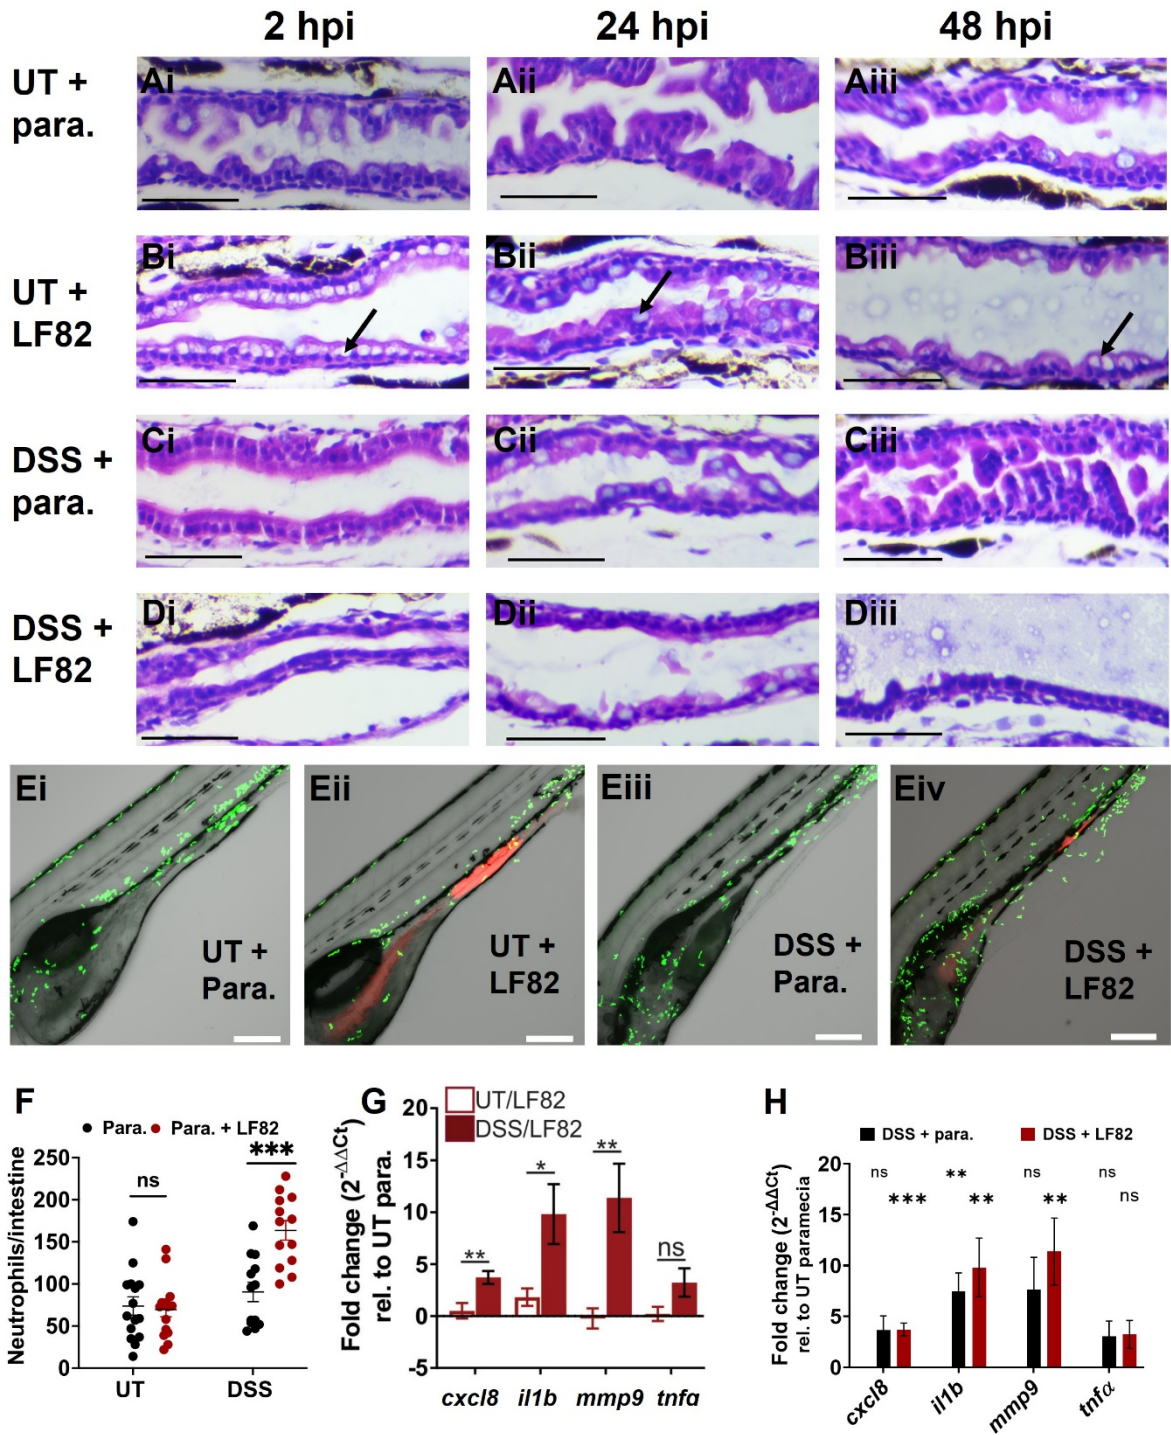 2 hpi 24 hpi 48 hpi
UT +
para.
Ai Aii Aiii
UT +
LF82
Bi Bii Biii
DSS +
para.
Ci Cii Ciii
DSS +
LF82
Di Dii Diii
Ei Eii Eiii Eiv
UT +
Para.
UT +
LF82
DSS +
Para.
DSS +
LF82
F
Para. Para. + LF82
Neutrophils/intestine
250
200
150
100
50
0
ns
***
UT DSS
G
UT/LF82
DSS/LF82
Fold change (2^-ΔΔCt)
rel. to UT para.
20
15
10
5
0
-5
** * ** ns
cxcl8 il1b mmp9 tnfα
H
DSS + para. DSS + LF82
Fold change (2^-ΔΔCt)
rel. to UT paramecia
20
15
10
5
0
ns ** ns ns
*** ** ** ns
cxcl8 il1b mmp9 tnfα